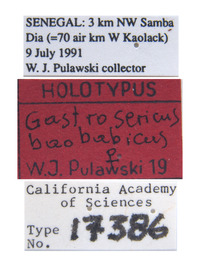 SENEGAL: 3 km NW Samba
Dia (=70 air km W Kaolack)
9 July 1991
W. J. Pulawski collector
HOLOTYPUS
Gastrosericus
baobabicus
♀
W.J. Pulawski 19
California Academy
of Sciences
Type
No. 17386